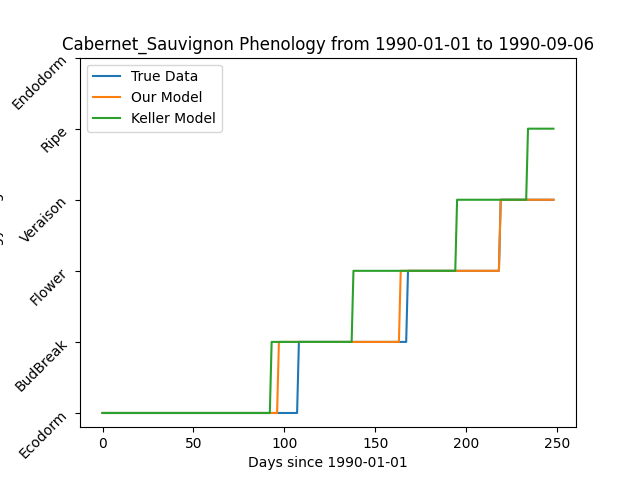 Cabernet_Sauvignon Phenology from 1990-01-01 to 1990-09-06
True Data
Our Model
Keller Model
Endodorm
Ripe
Veraison
Flower
BudBreak
Ecodorm
0 50 100 150 200 250
Days since 1990-01-01